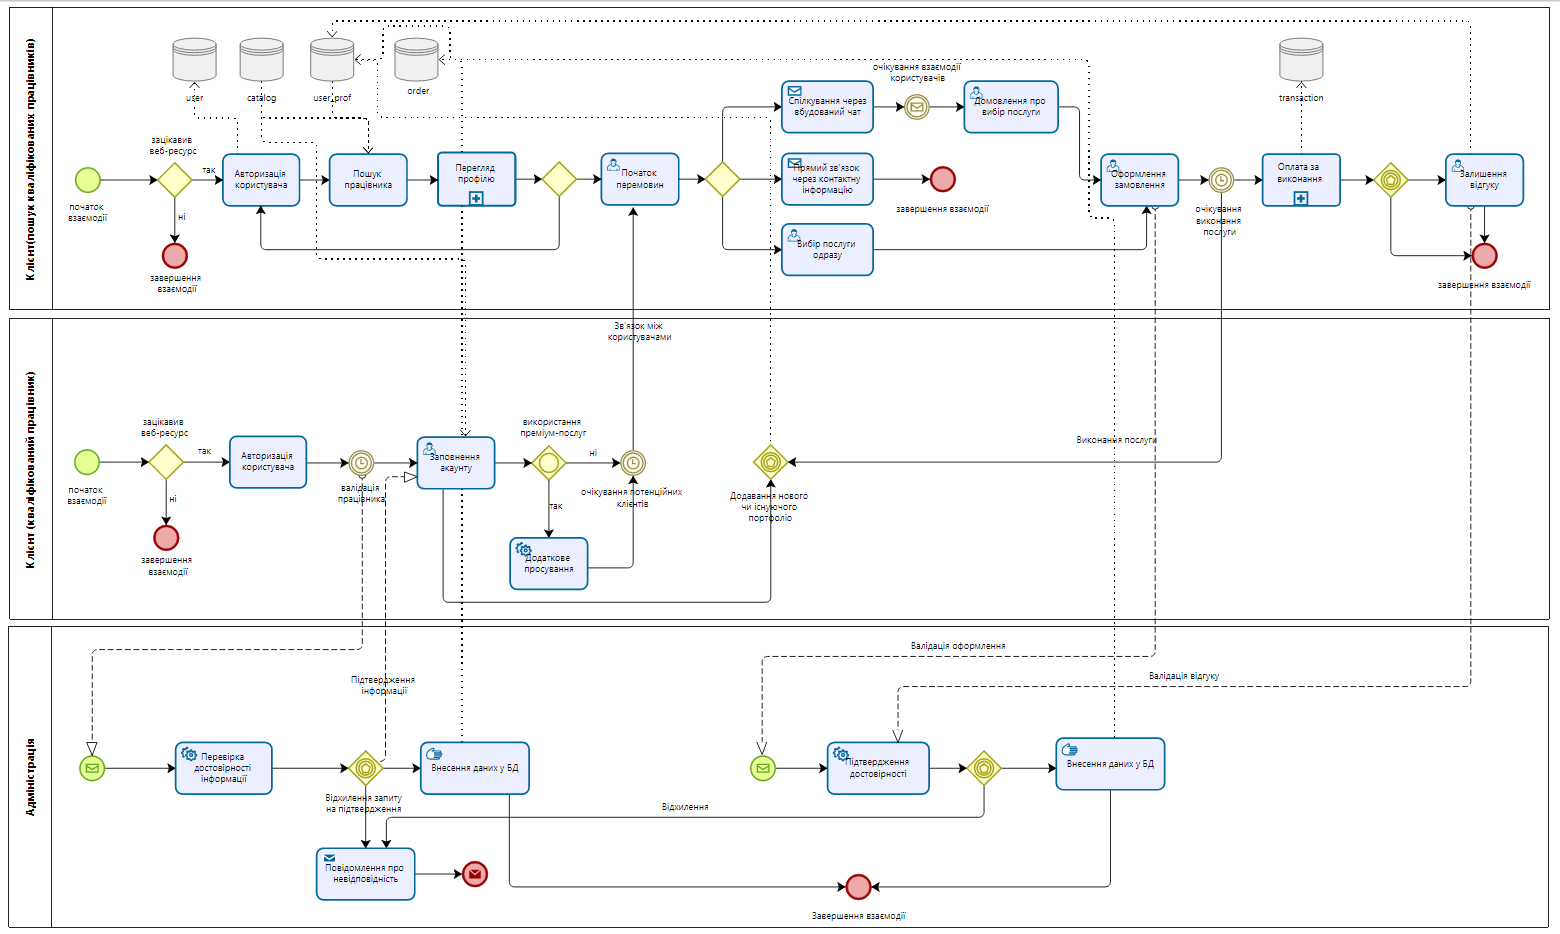 Клієнт(пошук кваліфікованих працівників)
user
catalog
user_prof
order
transaction
початок
взаємодії
зацікавив
веб-ресурс
так
ні
завершення
взаємодії
Авторизація
користувача
Пошук
працівника
Перегляд
профілю
Початок
перемовин
Спілкування через
вбудований чат
очікування взаємодії
користувачів
Домовлення про
вибір послуги
Прямий зв'язок
через контактну
інформацію
завершення взаємодії
Вибір послуги
одразу
Оформлення
замовлення
очікування
виконання
послуги
Оплата за
виконання
Залишення
відгуку
завершення взаємодії
Клієнт (кваліфікований працівник)
Зв'язок між
користувачами
початок
взаємодії
зацікавив
веб-ресурс
так
ні
завершення
взаємодії
Авторизація
користувача
валідація
працівника
Заповнення
акаунту
використання
преміум-послуг
ні
так
очікування потенційних
клієнтів
Додаткове
просування
Додавання нового
чи існуючого
портфоліо
Виконання послуги
Адміністрація
Перевірка
достовірності
інформації
Підтвердження
інформації
Відхилення запиту
на підтвердження
Внесення даних у БД
Повідомлення про
невідповідність
Відхилення
Валідація оформлення
Валідація відгуку
Підтвердження
достовірності
Внесення даних у БД
Завершення взаємодії